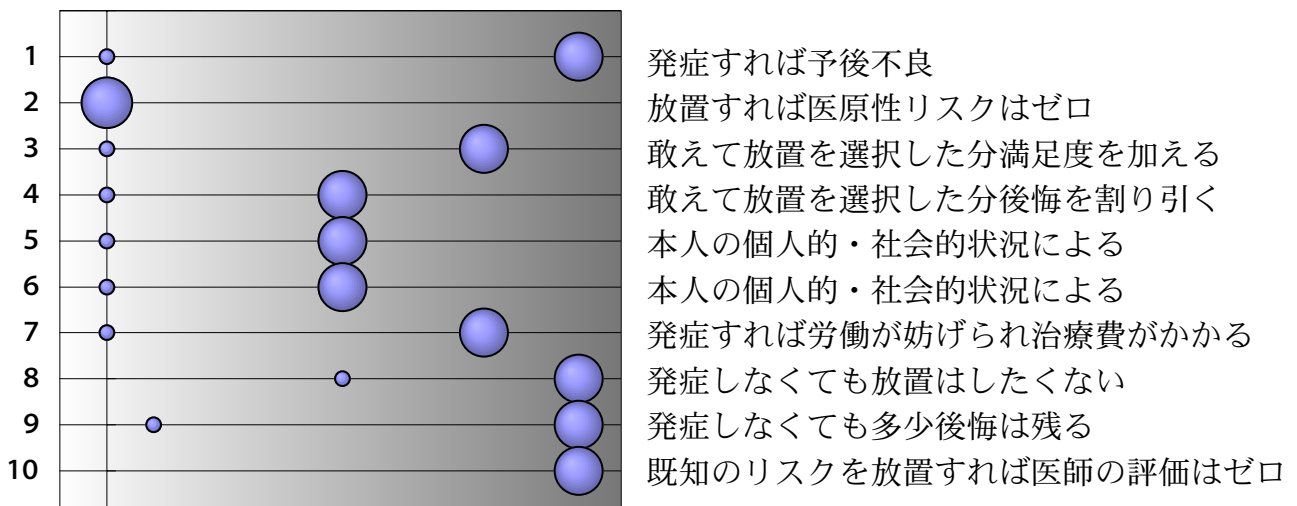 1 発症すれば予後不良
2 放置すれば医原性リスクはゼロ
3 敢えて放置を選択した分満足度を加える
4 敢えて放置を選択した分後悔を割り引く
5 本人の個人的・社会的状況による
6 本人の個人的・社会的状況による
7 発症すれば労働が妨げられ治療費がかかる
8 発症しなくても放置はしたくない
9 発症しなくても多少後悔は残る
10 既知のリスクを放置すれば医師の評価はゼロ